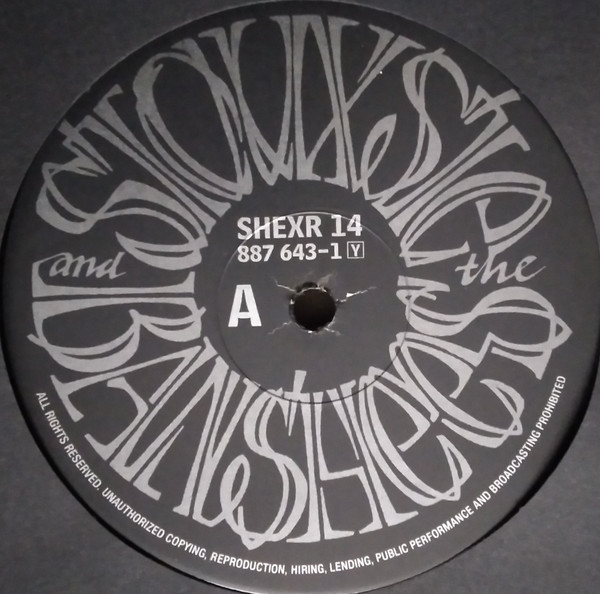 SIOUXSIE
and the
BANSHEES
SHEXR 14
887 643-1 Y
A
ALL RIGHTS RESERVED. UNAUTHORIZED COPYING, REPRODUCTION, HIRING, LENDING, PUBLIC PERFORMANCE AND BROADCASTING PROHIBITED